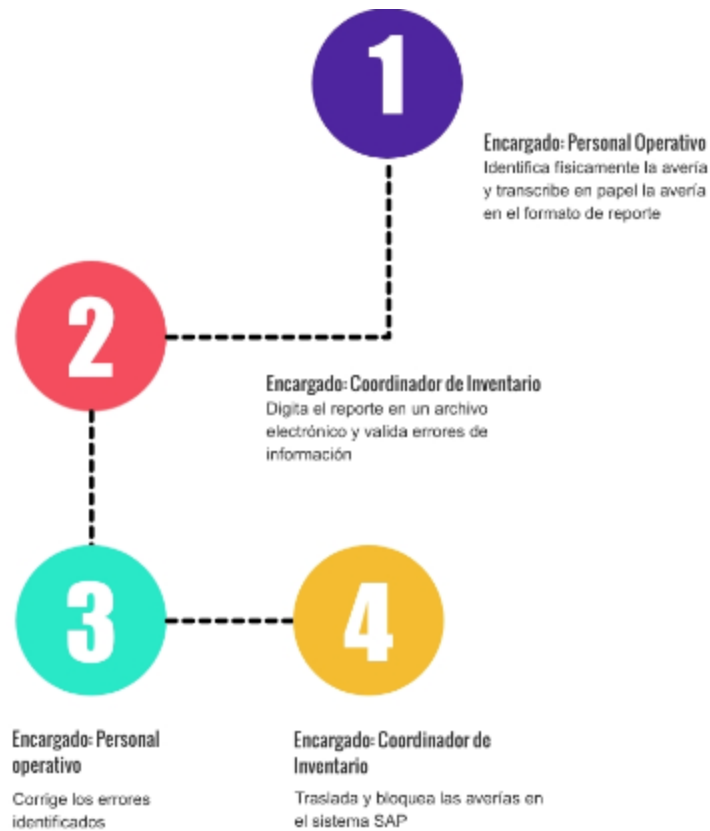 1
Encargado: Personal Operativo
Identifica fisicamente la avería
y transcribe en papel la avería
en el formato de reporte
2
Encargado: Coordinador de Inventario
Digita el reporte en un archivo
electrónico y valida errores de
información
3
Encargado: Personal
operativo
Corrige los errores
identificados
4
Encargado: Coordinador de
Inventario
Traslada y bloquea las averías en
el sistema SAP